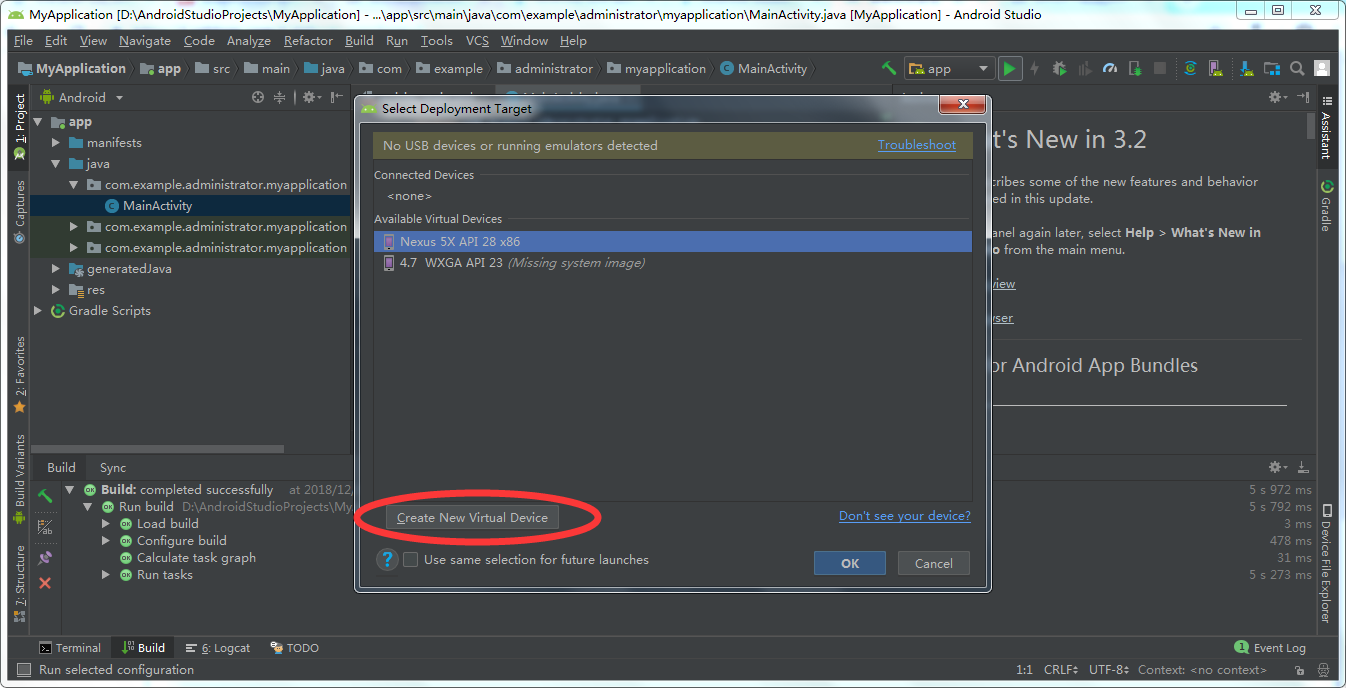 MyApplication [D:\AndroidStudioProjects\MyApplication] - ...\app\src\main\java\com\example\administrator\myapplication\MainActivity.java [MyApplication] - Android Studio
File Edit View Navigate Code Analyze Refactor Build Run Tools VCS Window Help
MyApplication app src main java com example administrator myapplication MainActivity app
1: Project
Captures
2: Favorites
Build Variants
7: Structure
Android
app
manifests
java
com.example.administrator.myapplication
MainActivity
com.example.administrator.myapplication
com.example.administrator.myapplication
generatedJava
res
Gradle Scripts
Select Deployment Target
No USB devices or running emulators detected Troubleshoot
Connected Devices
<none>
Available Virtual Devices
Nexus 5X API 28 x86
4.7 WXGA API 23 (Missing system image)
Create New Virtual Device Don't see your device?
? Use same selection for future launches
OK Cancel
t's New in 3.2
cribes some of the new features and behavior
ed in this update.
anel again later, select Help > What's New in
o from the main menu.
view
ser
or Android App Bundles
Assistant
Gradle
Device File Explorer
Build Sync
Build: completed successfully at 2018/12/
Run build D:\AndroidStudioProjects\My
Load build
Configure build
Calculate task graph
Run tasks
5 s 972 ms
5 s 792 ms
3 ms
478 ms
31 ms
5 s 273 ms
Terminal Build 6: Logcat TODO 1 Event Log
Run selected configuration 1:1 CRLF UTF-8 Context: <no context>